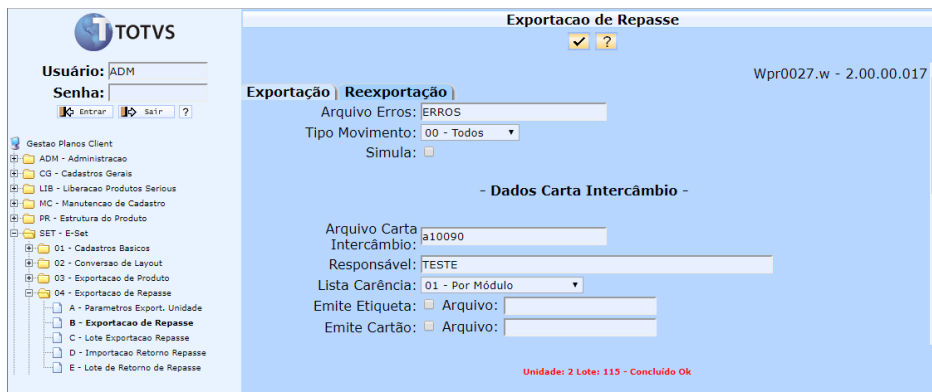 TOTVS
Usuário: ADM
Senha:
Entrar Sair ?
Gestao Planos Client
ADM - Administracao
CG - Cadastros Gerais
LIB - Liberacao Produtos Serious
MC - Manutencao de Cadastro
PR - Estrutura do Produto
SET - E-Set
01 - Cadastros Basicos
02 - Conversao de Layout
03 - Exportacao de Produto
04 - Exportacao de Repasse
A - Parametros Export. Unidade
B - Exportacao de Repasse
C - Lote Exportacao Repasse
D - Importacao Retorno Repasse
E - Lote de Retorno de Repasse
Exportacao de Repasse
?
Wpr0027.w - 2.00.00.017
Exportação Reexportação
Arquivo Erros: ERROS
Tipo Movimento: 00 - Todos
Simula:
- Dados Carta Intercâmbio -
Arquivo Carta
Intercâmbio: a10090
Responsável: TESTE
Lista Carência: 01 - Por Módulo
Emite Etiqueta: Arquivo:
Emite Cartão: Arquivo:
Unidade: 2 Lote: 115 - Concluído Ok